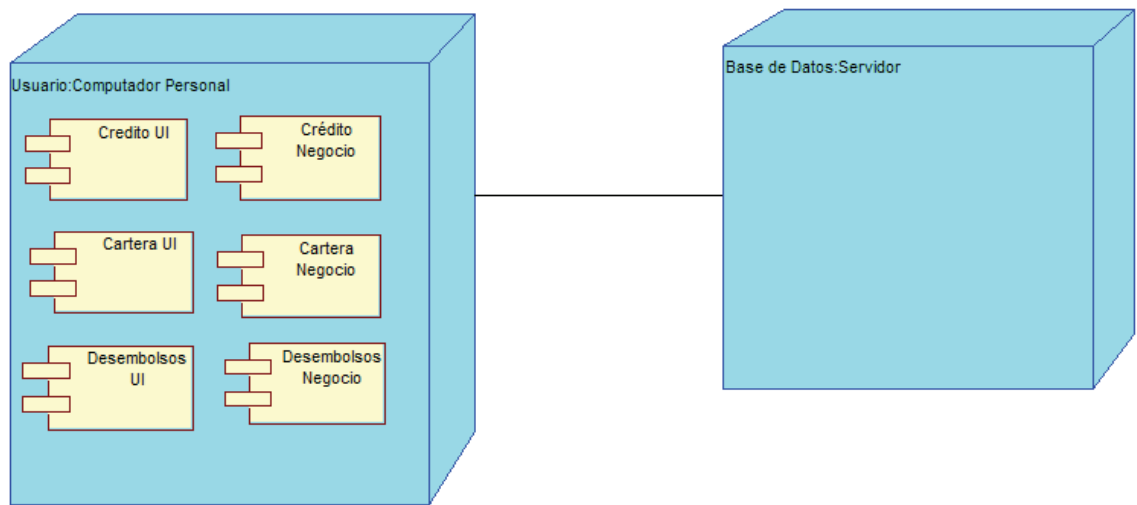 Usuario:Computador Personal
Credito UI
Crédito
Negocio
Cartera UI
Cartera
Negocio
Desembolsos
UI
Desembolsos
Negocio
Base de Datos:Servidor